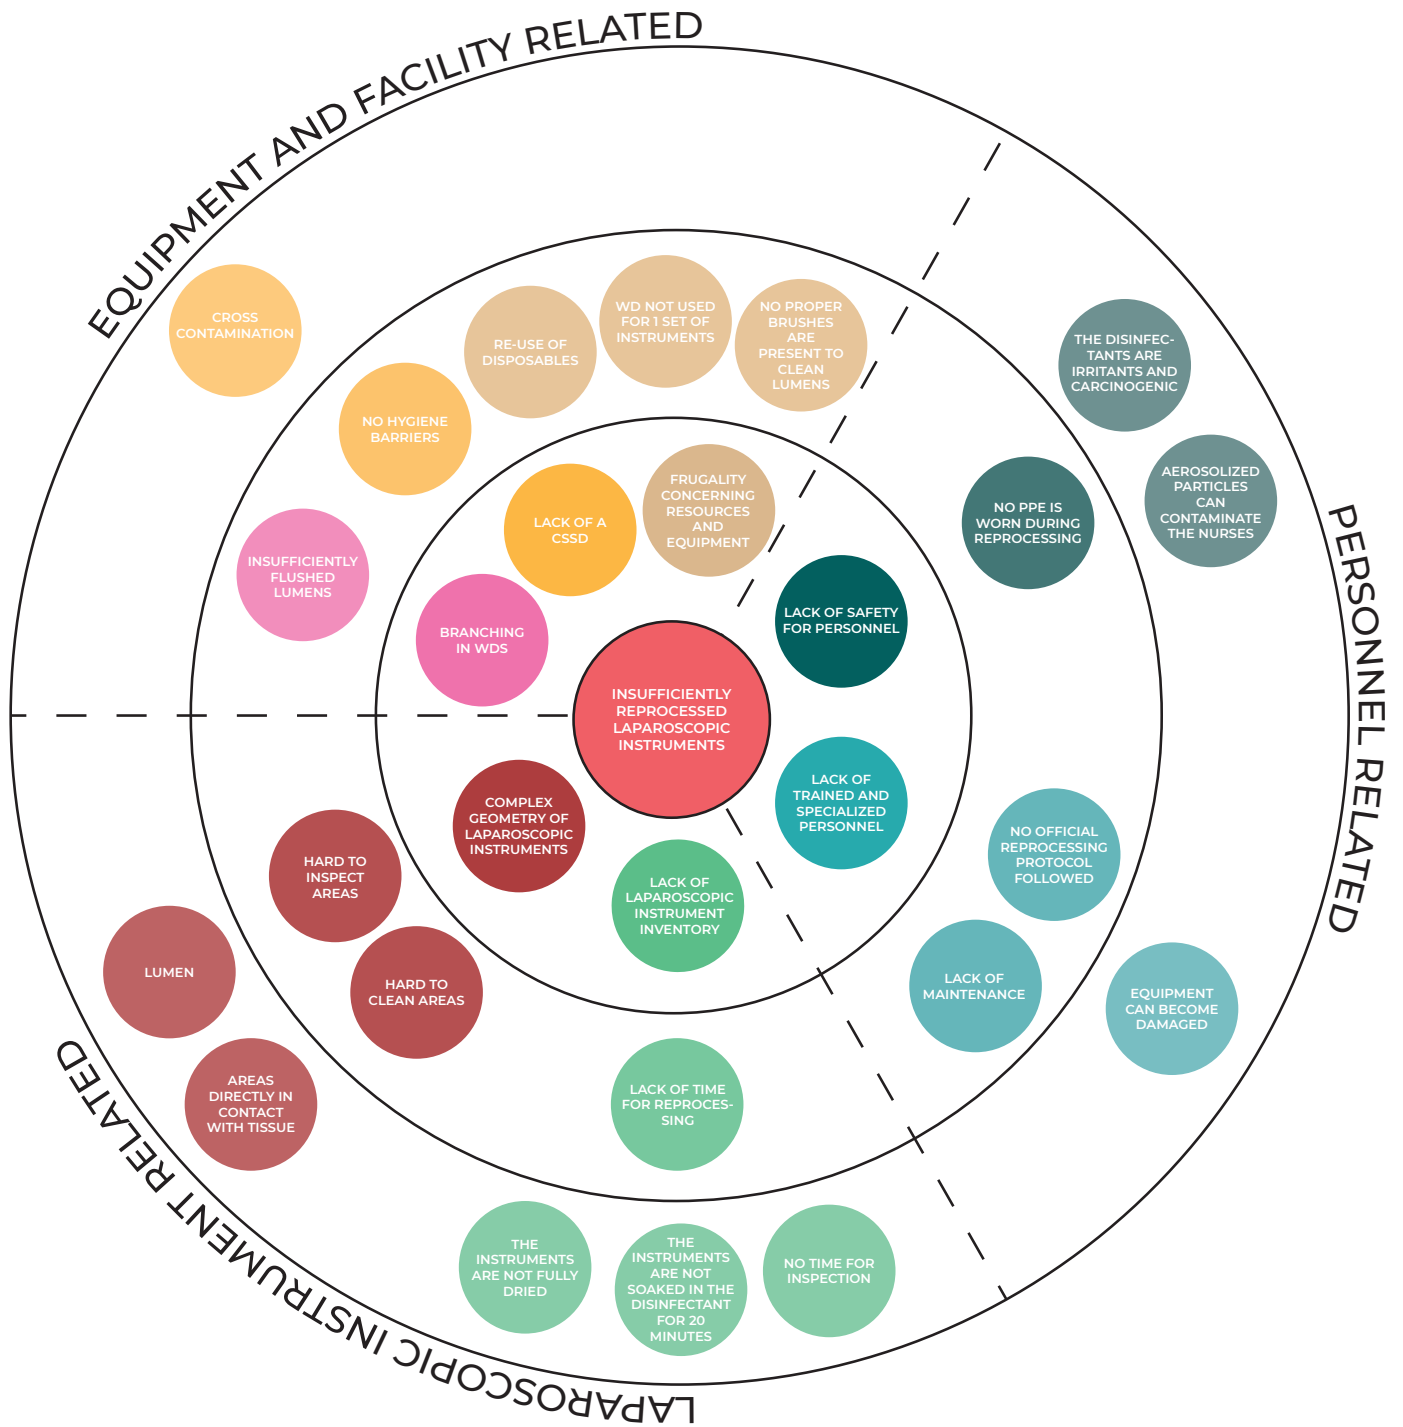 EQUIPMENT AND FACILITY RELATED
CROSS
CONTAMINATION
NO HYGIENE
BARRIERS
RE-USE OF
DISPOSABLES
WD NOT USED
FOR 1 SET OF
INSTRUMENTS
NO PROPER
BRUSHES
ARE
PRESENT TO
CLEAN
LUMENS
INSUFFICIENTLY
FLUSHED
LUMENS
LACK OF A
CSSD
FRUGALITY
CONCERNING
RESOURCES
AND
EQUIPMENT
BRANCHING
IN WDS
PERSONNEL RELATED
THE DISINFEC-
TANTS ARE
IRRITANTS AND
CARCINOGENIC
AEROSOLIZED
PARTICLES
CAN
CONTAMINATE
THE NURSES
NO PPE IS
WORN DURING
REPROCESSING
LACK OF SAFETY
FOR PERSONNEL
INSUFFICIENTLY
REPROCESSED
LAPAROSCOPIC
INSTRUMENTS
LACK OF
TRAINED AND
SPECIALIZED
PERSONNEL
NO OFFICIAL
REPROCESSING
PROTOCOL
FOLLOWED
LACK OF
MAINTENANCE
EQUIPMENT
CAN BECOME
DAMAGED
COMPLEX
GEOMETRY OF
LAPAROSCOPIC
INSTRUMENTS
LACK OF
LAPAROSCOPIC
INSTRUMENT
INVENTORY
HARD TO
INSPECT
AREAS
HARD TO
CLEAN AREAS
LUMEN
AREAS
DIRECTLY IN
CONTACT
WITH TISSUE
LACK OF TIME
FOR REPROCES-
SING
THE
INSTRUMENTS
ARE NOT FULLY
DRIED
THE
INSTRUMENTS
ARE NOT
SOAKED IN THE
DISINFECTANT
FOR 20
MINUTES
NO TIME FOR
INSPECTION
LAPAROSCOPIC INSTRUMENT RELATED